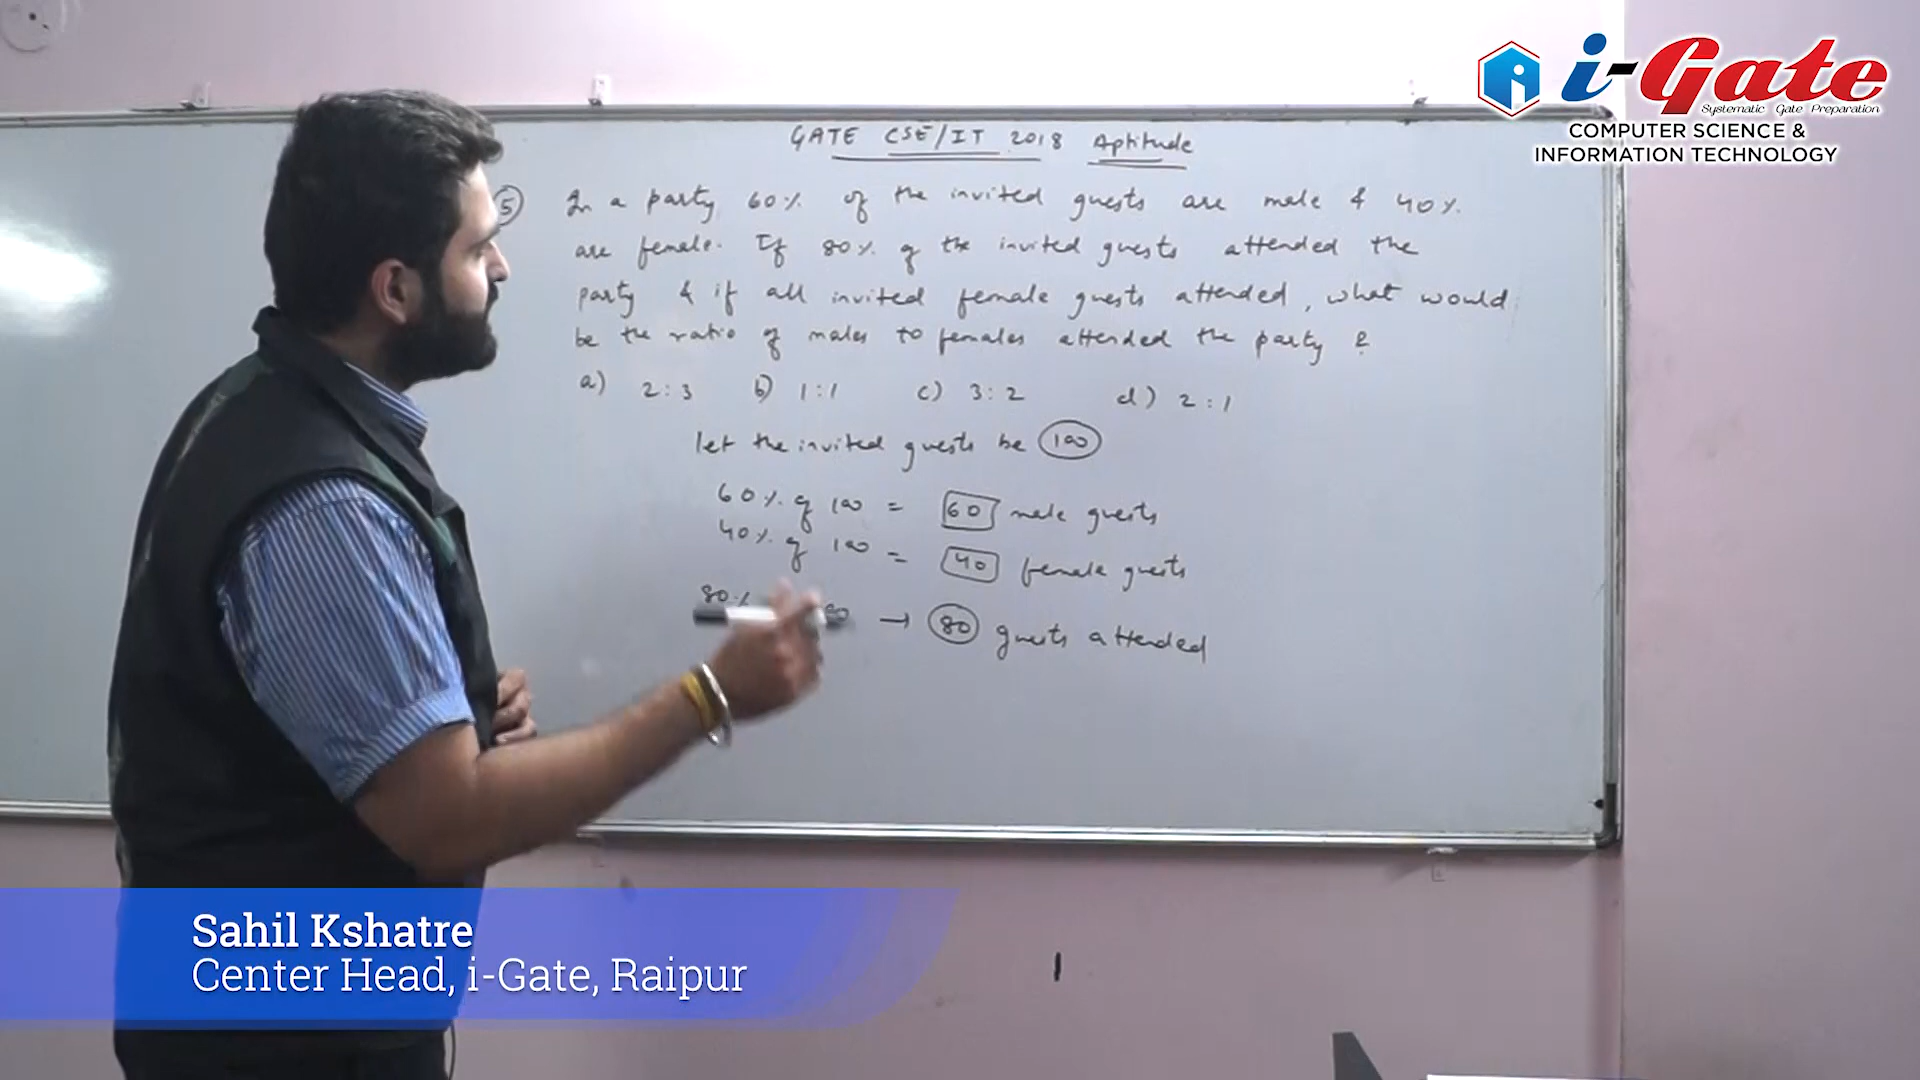 i-Gate
Systematic Gate Preparation
COMPUTER SCIENCE &
INFORMATION TECHNOLOGY
GATE CSE/IT 2018 Aptitude
5 In a party 60% of the invited guests are male & 40%
are female. If 80% of the invited guests attended the
party & if all invited female guests attended, what would
be the ratio of males to females attended the party ?
a) 2:3 b) 1:1 c) 3:2 d) 2:1
let the invited guests be 100
60% of 100 = 60 male guests
40% of 100 = 40 female guests
80% → 80 guests attended
Sahil Kshatre
Center Head, i-Gate, Raipur